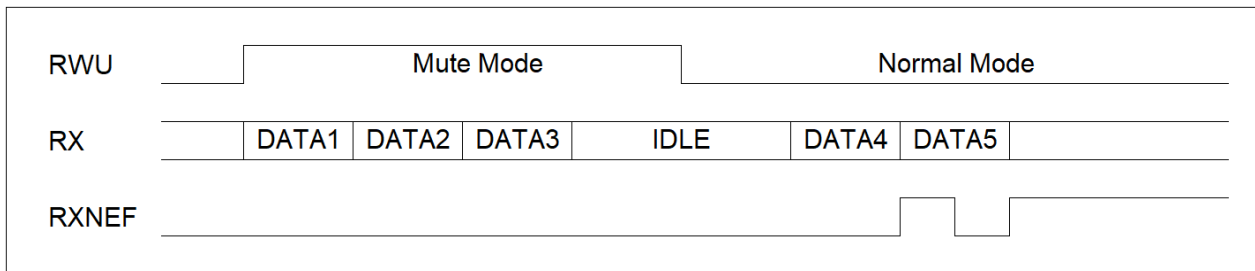 RWU Mute Mode Normal Mode
RX DATA1 DATA2 DATA3 IDLE DATA4 DATA5
RXNEF